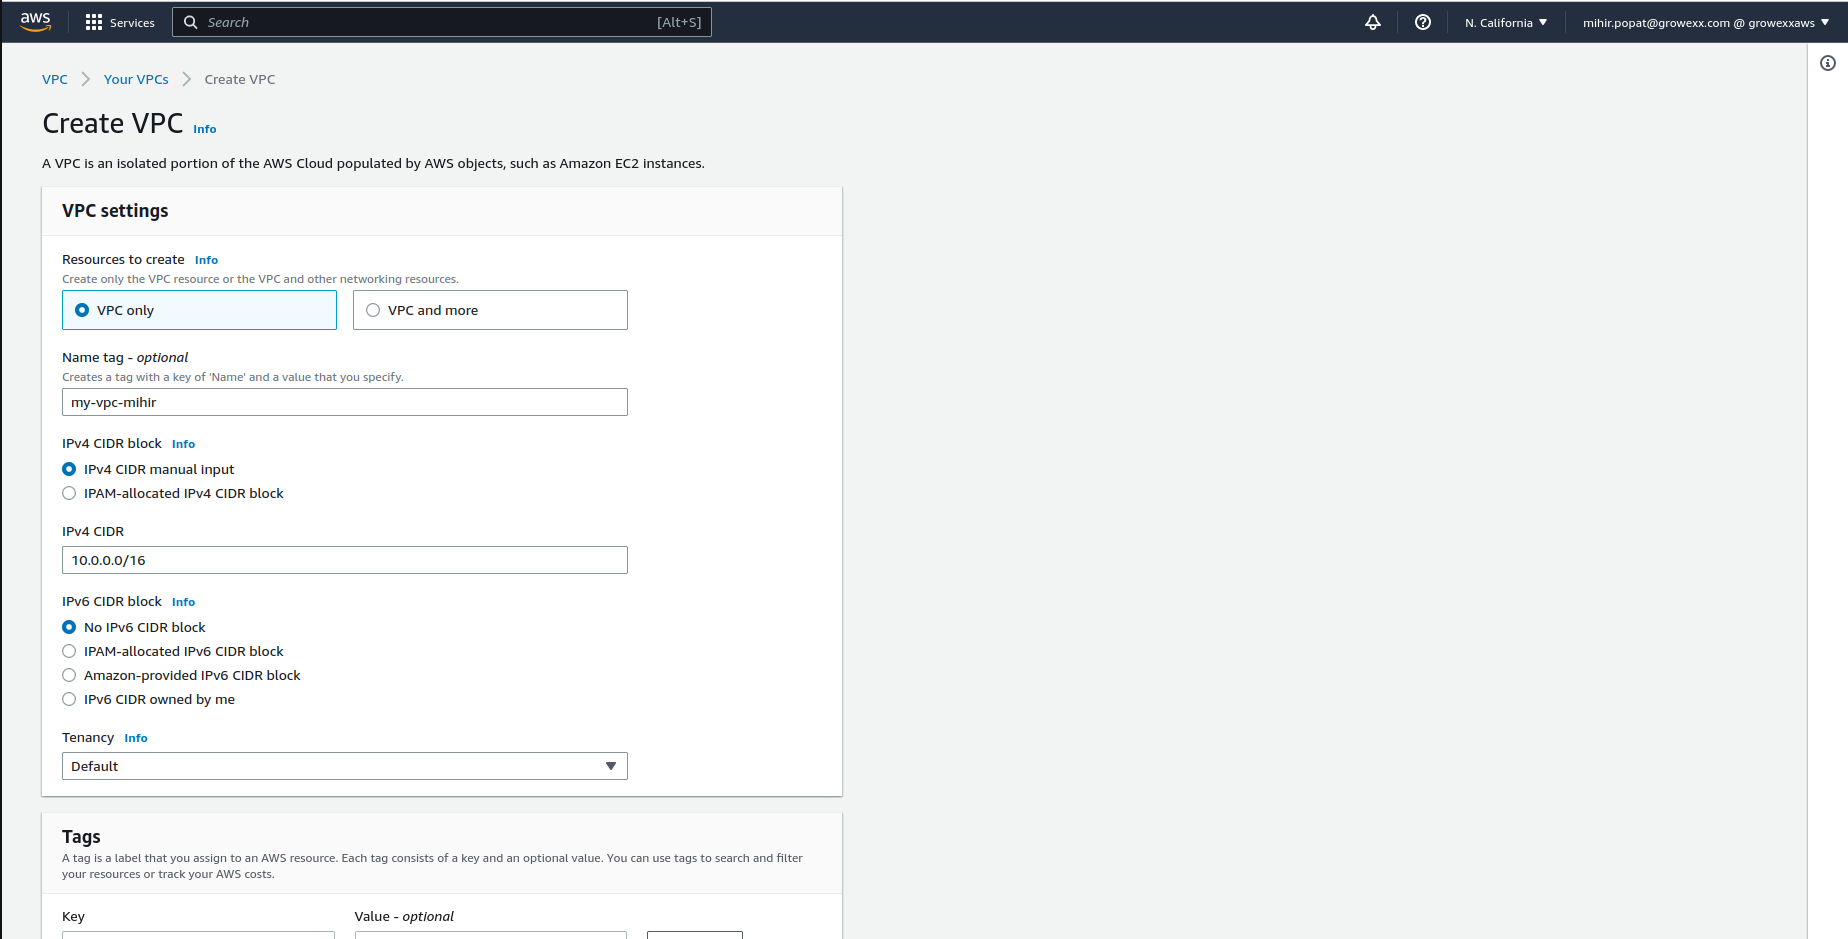 aws Services Search [Alt+S] N. California mihir.popat@growexx.com @ growexxaws
VPC Your VPCs Create VPC
Create VPC Info
A VPC is an isolated portion of the AWS Cloud populated by AWS objects, such as Amazon EC2 instances.
VPC settings
Resources to create Info
Create only the VPC resource or the VPC and other networking resources.
VPC only VPC and more
Name tag - optional
Creates a tag with a key of 'Name' and a value that you specify.
my-vpc-mihir
IPv4 CIDR block Info
IPv4 CIDR manual input
IPAM-allocated IPv4 CIDR block
IPv4 CIDR
10.0.0.0/16
IPv6 CIDR block Info
No IPv6 CIDR block
IPAM-allocated IPv6 CIDR block
Amazon-provided IPv6 CIDR block
IPv6 CIDR owned by me
Tenancy Info
Default
Tags
A tag is a label that you assign to an AWS resource. Each tag consists of a key and an optional value. You can use tags to search and filter
your resources or track your AWS costs.
Key Value - optional